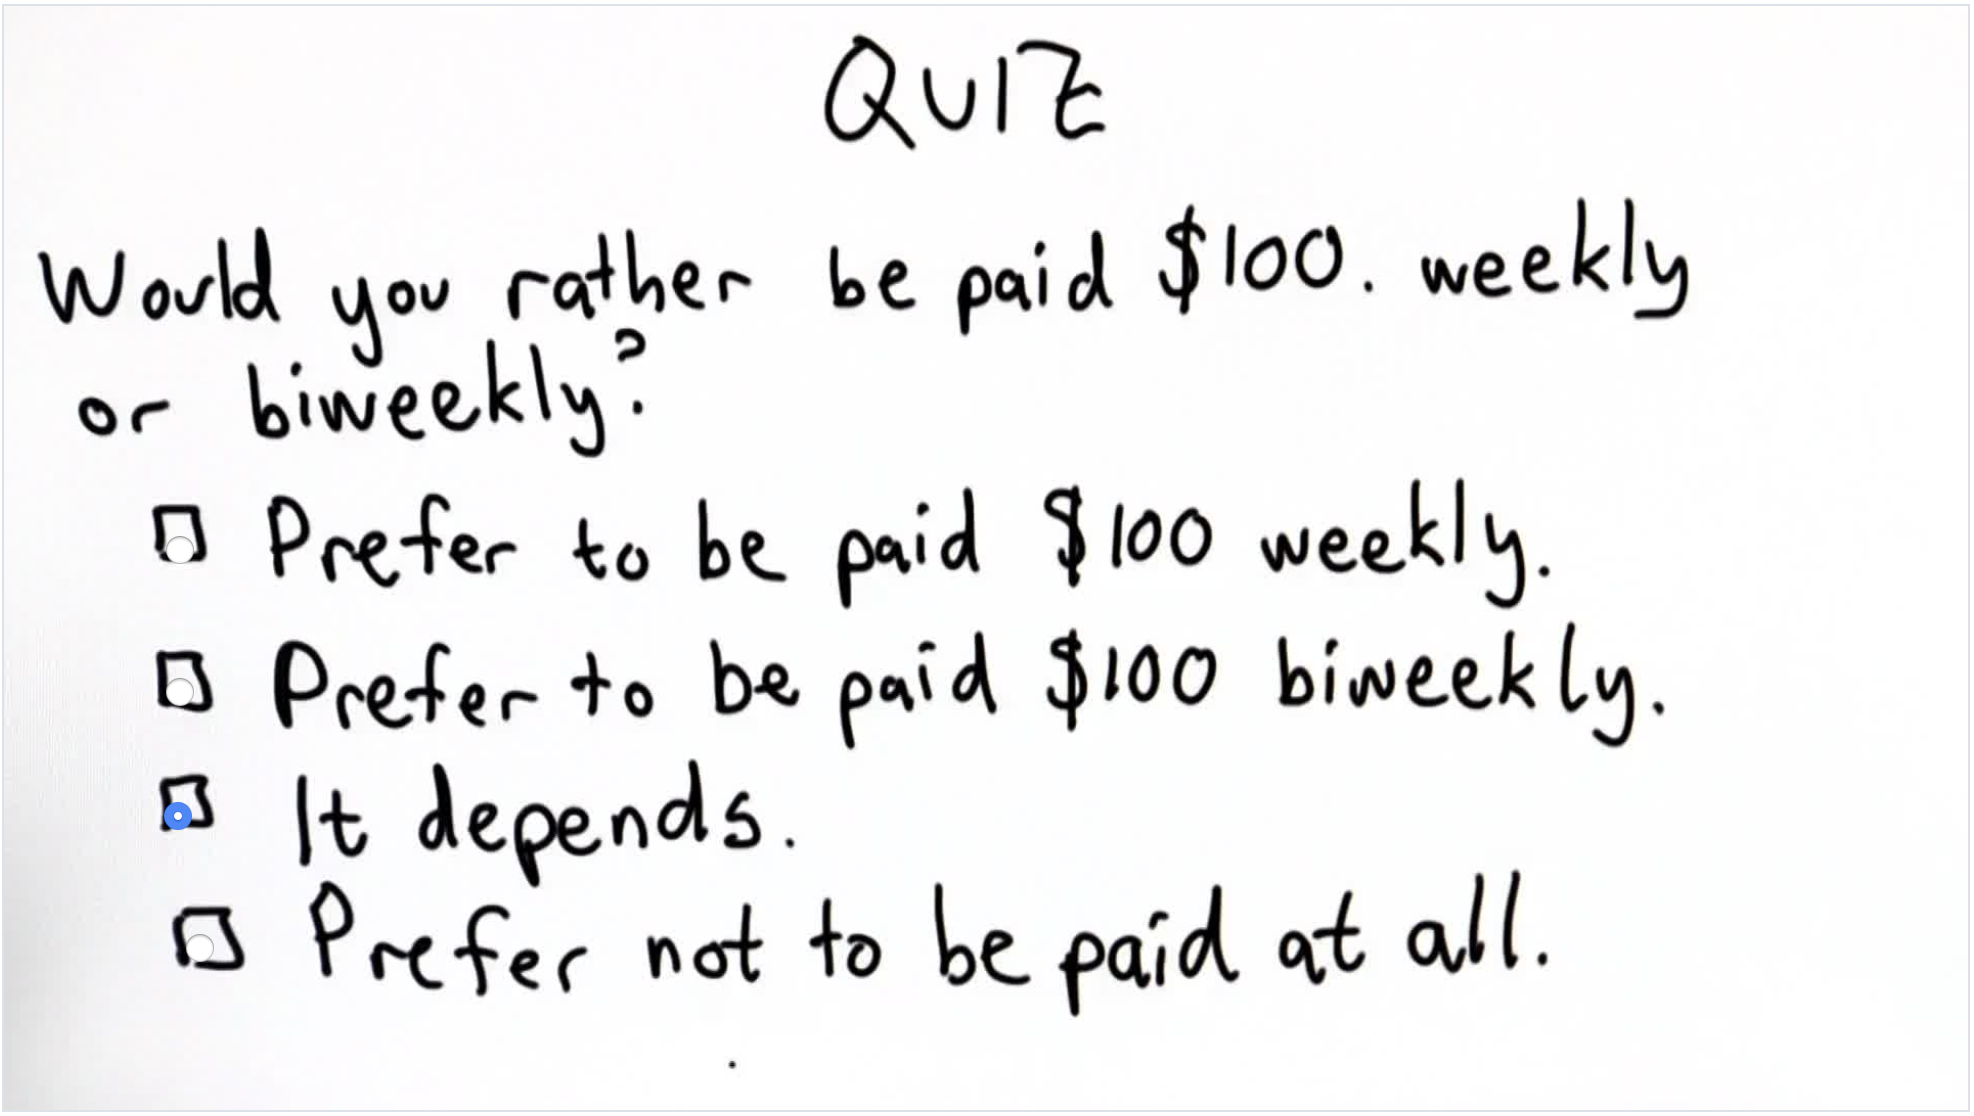 QUIZ
Would you rather be paid $100. weekly
or biweekly?
Prefer to be paid $100 weekly.
Prefer to be paid $100 biweekly.
It depends.
Prefer not to be paid at all.